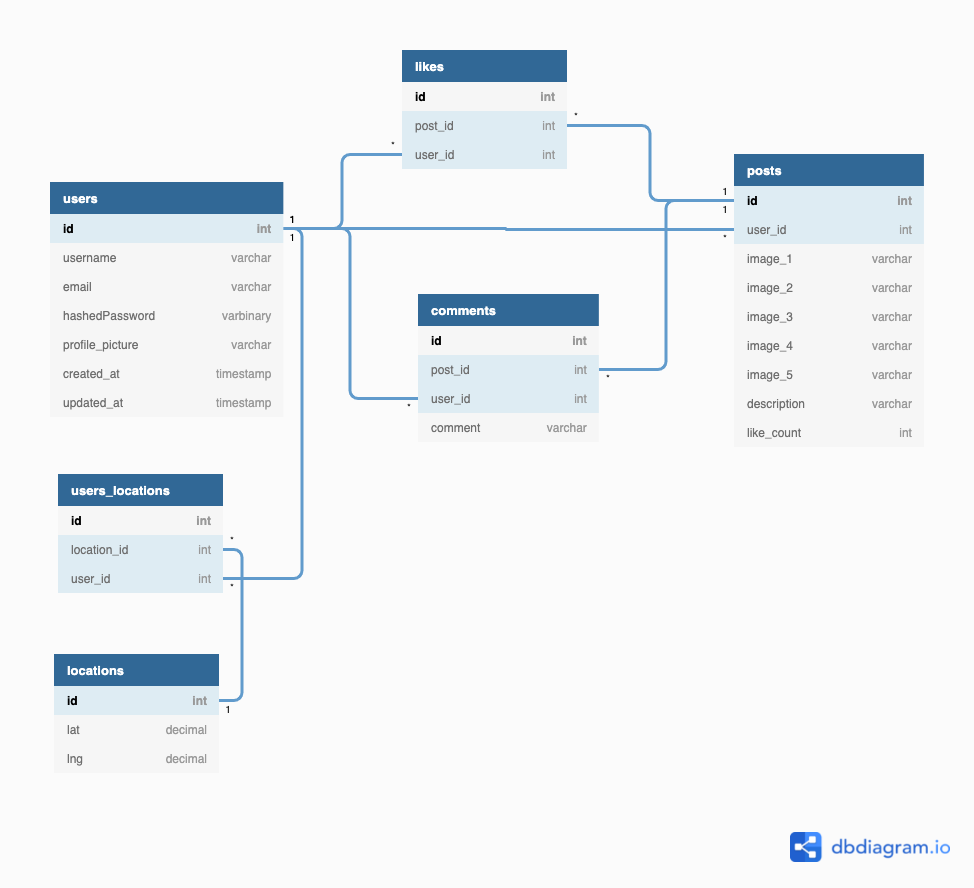 likes
id int
post_id int
user_id int
*
*
users
id int
username varchar
email varchar
hashedPassword varbinary
profile_picture varchar
created_at timestamp
updated_at timestamp
1
1
posts
id int
user_id int
image_1 varchar
image_2 varchar
image_3 varchar
image_4 varchar
image_5 varchar
description varchar
like_count int
1
1
*
comments
id int
post_id int
user_id int
comment varchar
*
*
users_locations
id int
location_id int
user_id int
*
*
locations
id int
lat decimal
lng decimal
1
dbdiagram.io